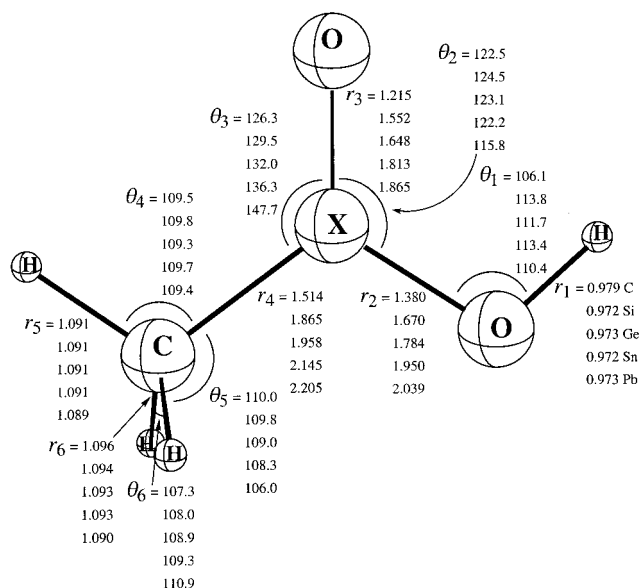 O
θ2 = 122.5
124.5
123.1
122.2
115.8
r3 = 1.215
1.552
1.648
1.813
1.865
θ3 = 126.3
129.5
132.0
136.3
147.7
θ1 = 106.1
113.8
111.7
113.4
110.4
θ4 = 109.5
109.8
109.3
109.7
109.4
X
H
H
r1 = 0.979 C
0.972 Si
0.973 Ge
0.972 Sn
0.973 Pb
r4 = 1.514
1.865
1.958
2.145
2.205
r2 = 1.380
1.670
1.784
1.950
2.039
O
r5 = 1.091
1.091
1.091
1.091
1.089
C
θ5 = 110.0
109.8
109.0
108.3
106.0
H
H
r6 = 1.096
1.094
1.093
1.093
1.090
θ6 = 107.3
108.0
108.9
109.3
110.9